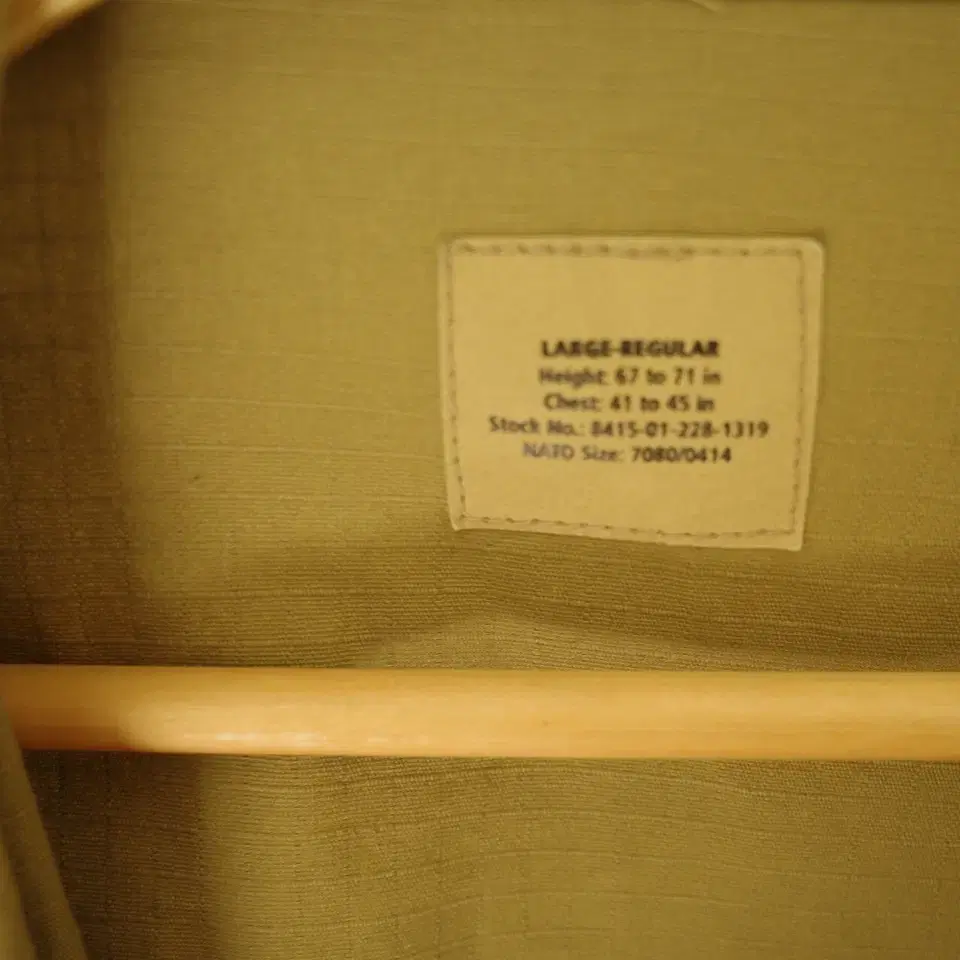 LARGE-REGULAR
Height: 67 to 71 in
Chest: 41 to 45 in
Stock No.: 8415-01-228-1319
NATO Size: 7080/0414